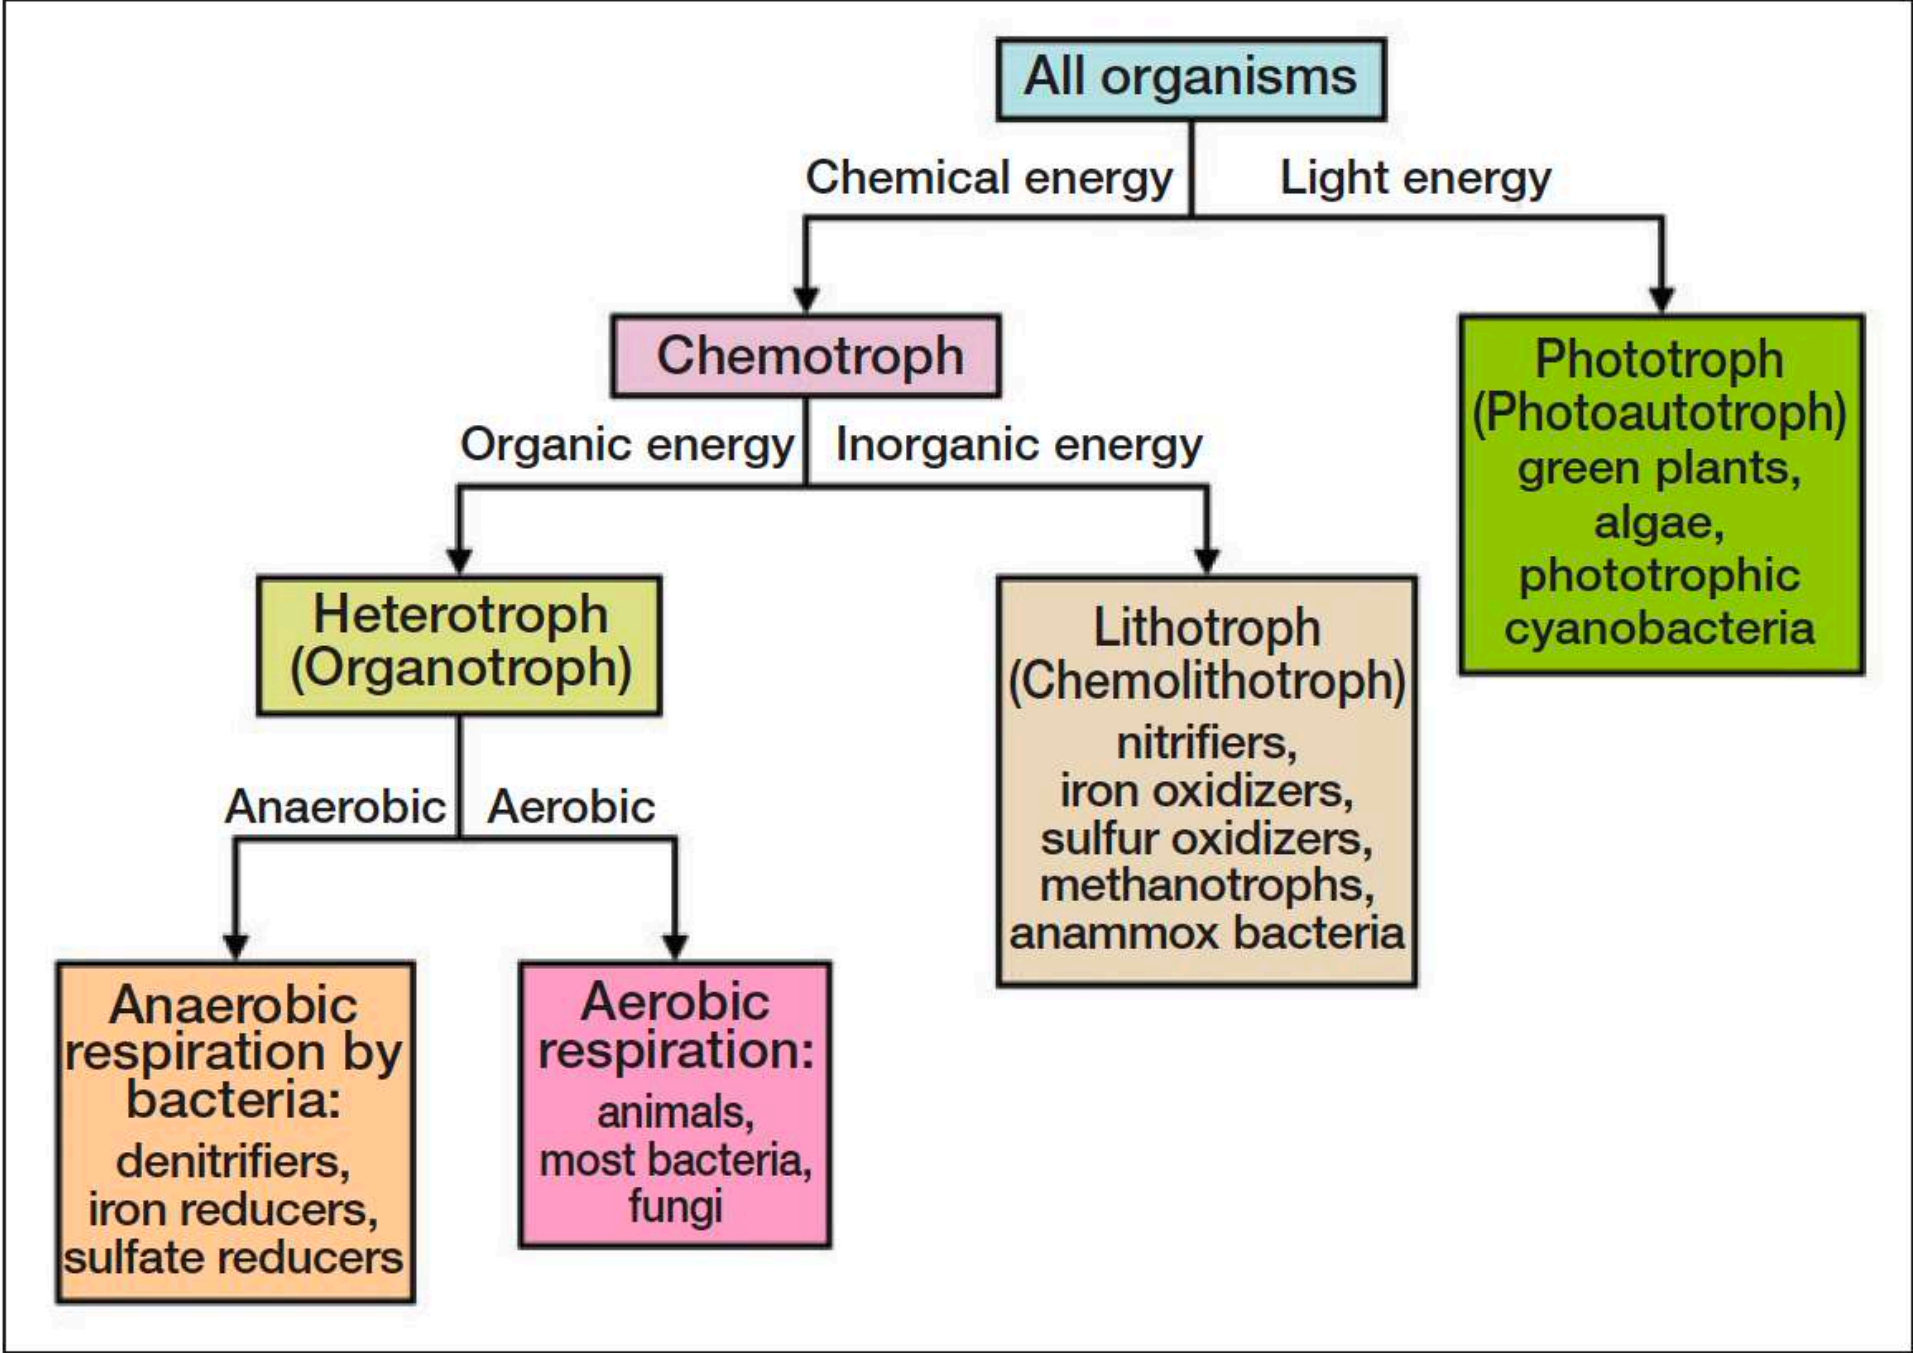 All organisms
Chemical energy
Light energy
Chemotroph
Phototroph
(Photoautotroph)
green plants,
algae,
phototrophic
cyanobacteria
Organic energy
Inorganic energy
Heterotroph
(Organotroph)
Lithotroph
(Chemolithotroph)
nitrifiers,
iron oxidizers,
sulfur oxidizers,
methanotrophs,
anammox bacteria
Anaerobic
Aerobic
Anaerobic
respiration by
bacteria:
denitrifiers,
iron reducers,
sulfate reducers
Aerobic
respiration:
animals,
most bacteria,
fungi